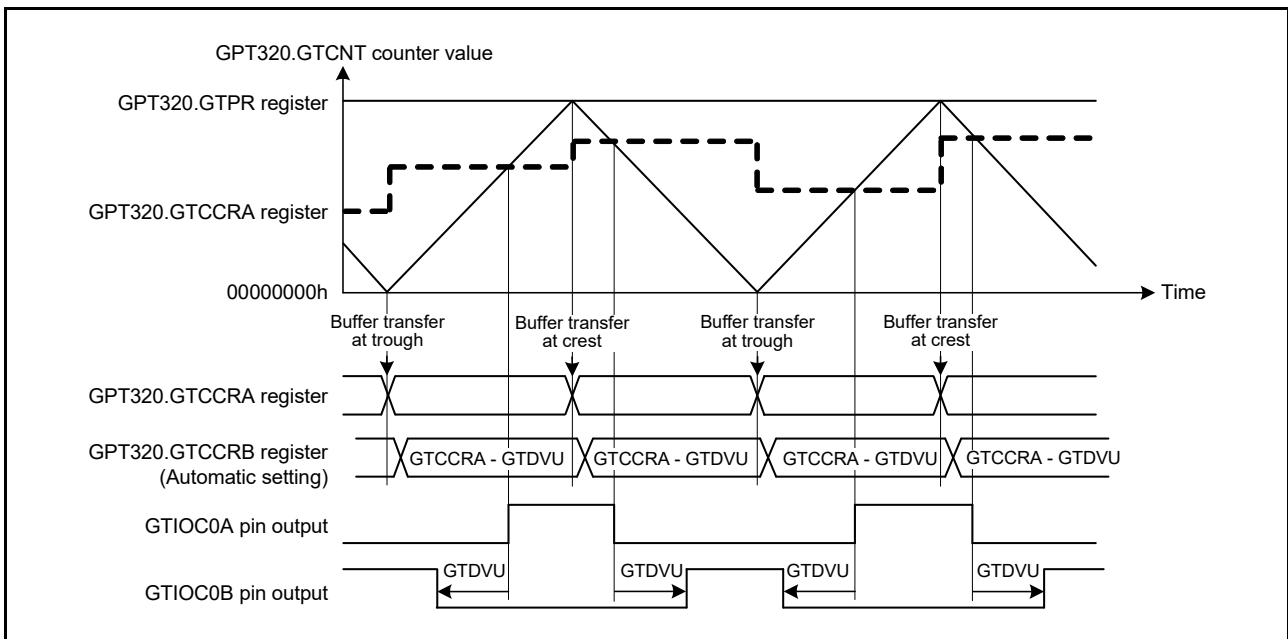 GPT320.GTCNT counter value
GPT320.GTPR register
GPT320.GTCCRA register
00000000h
Time
Buffer transfer
at trough
Buffer transfer
at crest
Buffer transfer
at trough
Buffer transfer
at crest
GPT320.GTCCRA register
GPT320.GTCCRB register
(Automatic setting)
GTCCRA - GTDVU
GTCCRA - GTDVU
GTCCRA - GTDVU
GTCCRA - GTDVU
GTIOC0A pin output
GTIOC0B pin output
GTDVU
GTDVU
GTDVU
GTDVU